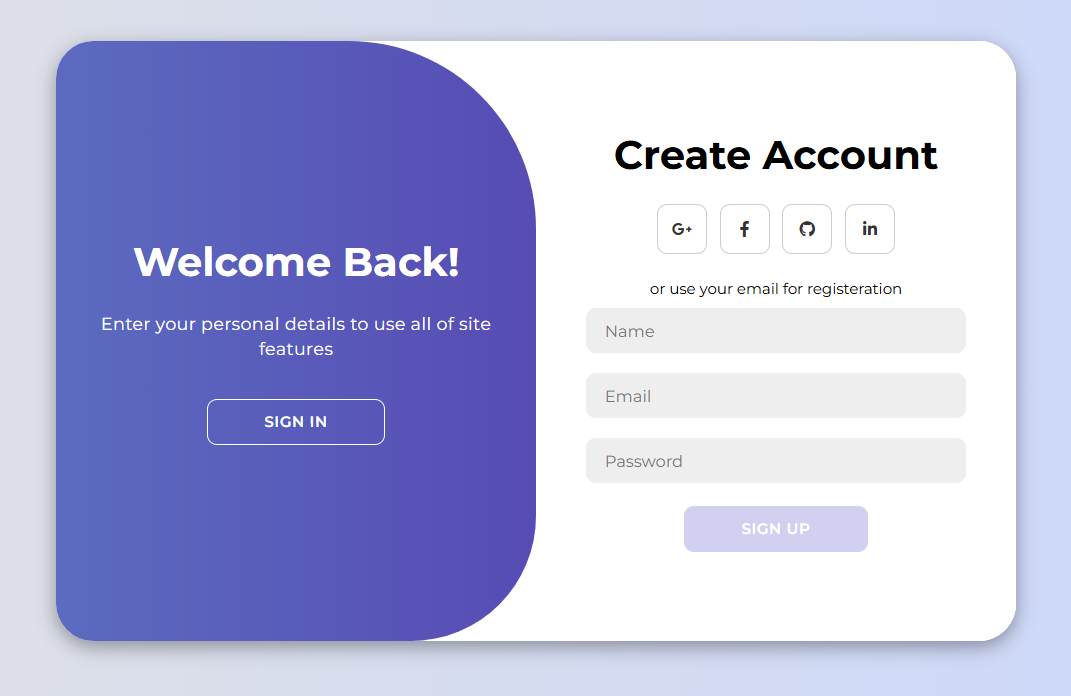 Welcome Back!
Enter your personal details to use all of site
features
SIGN IN
Create Account
G+
f
in
or use your email for registeration
Name
Email
Password
SIGN UP